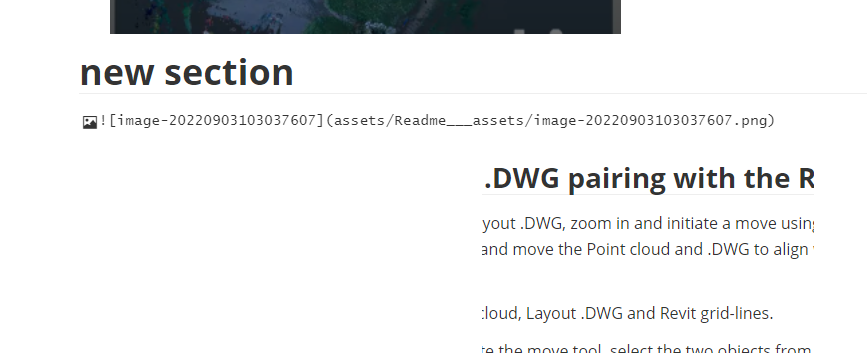 new section
![image-20220903103037607](assets/Readme___assets/image-20220903103037607.png)
.DWG pairing with the R
yout .DWG, zoom in and initiate a move using
and move the Point cloud and .DWG to align
cloud, Layout .DWG and Revit grid-lines.
the move tool, select the two objects from